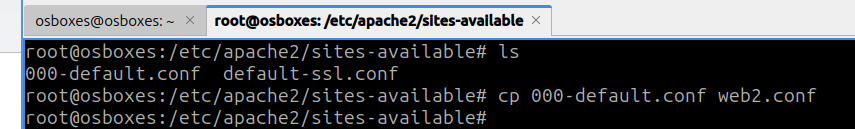 osboxes@osboxes: ~ × root@osboxes: /etc/apache2/sites-available ×
root@osboxes:/etc/apache2/sites-available# ls
000-default.conf  default-ssl.conf
root@osboxes:/etc/apache2/sites-available# cp 000-default.conf web2.conf
root@osboxes:/etc/apache2/sites-available#